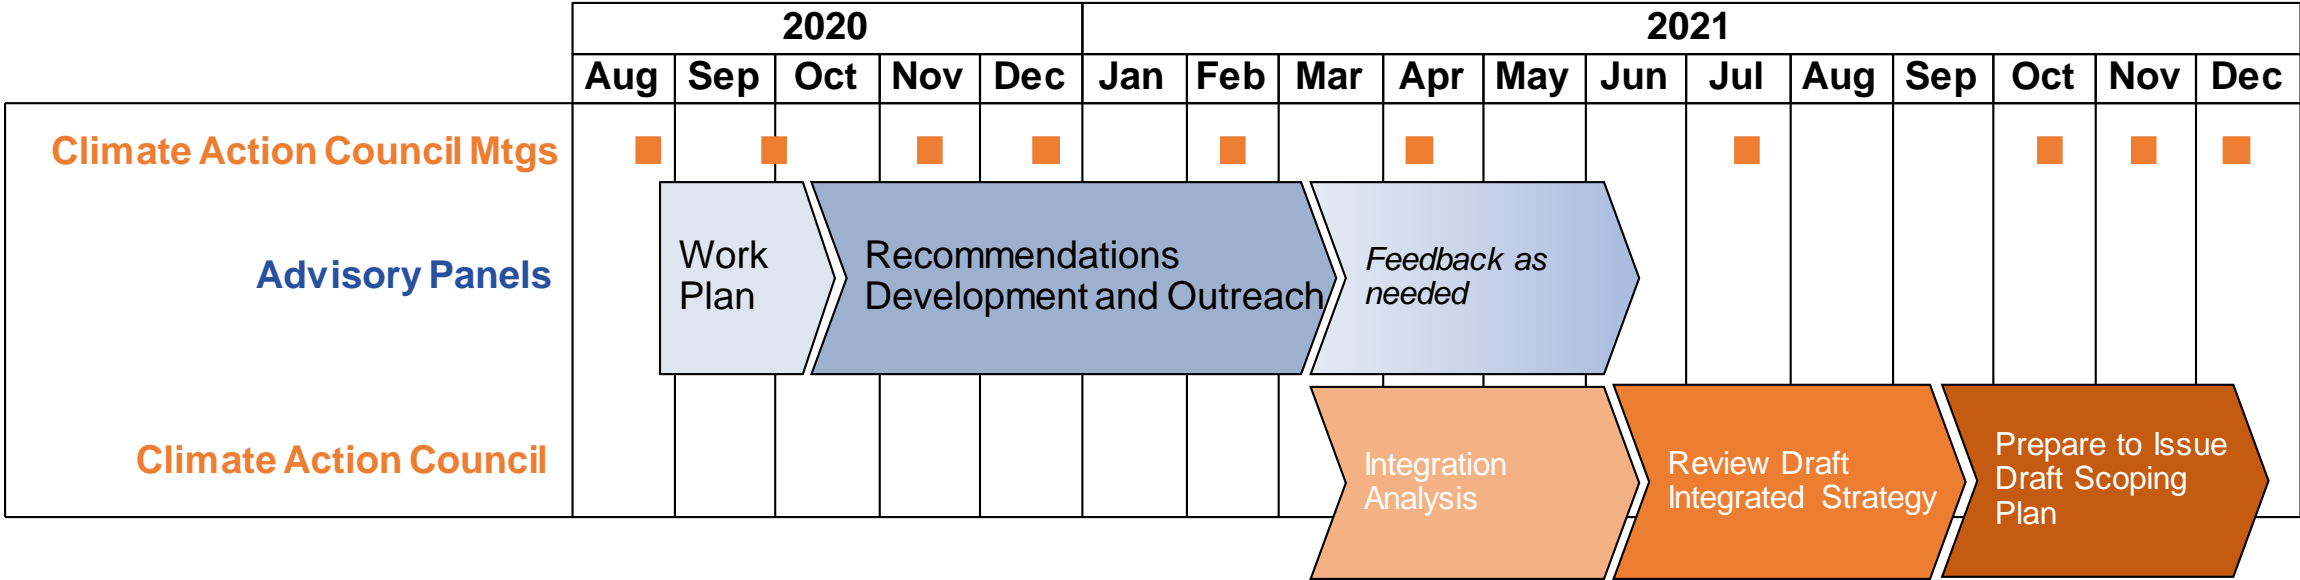 2020 2021
Aug Sep Oct Nov Dec Jan Feb Mar Apr May Jun Jul Aug Sep Oct Nov Dec
Climate Action Council Mtgs
Advisory Panels
Work
Plan
Recommendations
Development and Outreach
Feedback as
needed
Climate Action Council
Integration
Analysis
Review Draft
Integrated Strategy
Prepare to Issue
Draft Scoping
Plan